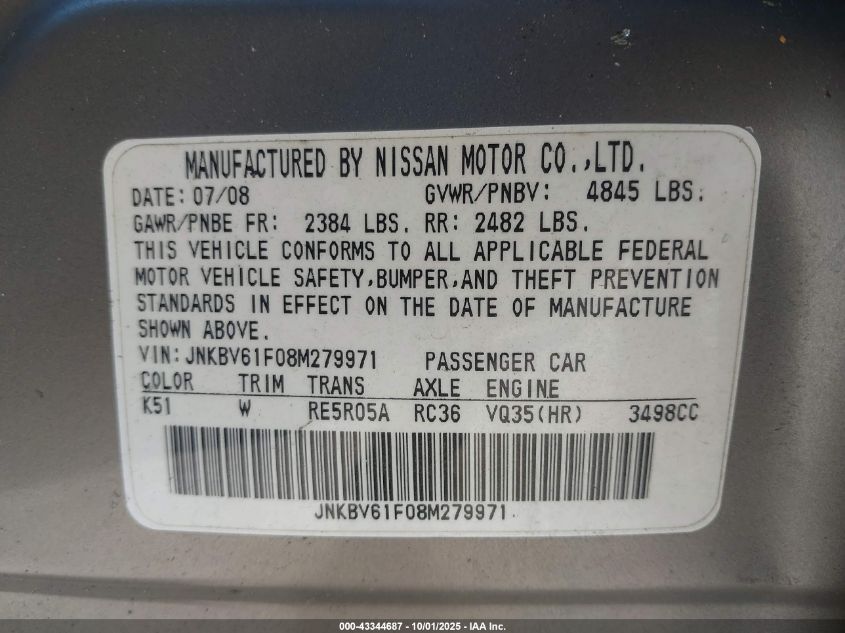 MANUFACTURED BY NISSAN MOTOR CO.,LTD.
DATE: 07/08 GVWR/PNBV: 4845 LBS.
GAWR/PNBE FR: 2384 LBS. RR: 2482 LBS.
THIS VEHICLE CONFORMS TO ALL APPLICABLE FEDERAL
MOTOR VEHICLE SAFETY,BUMPER,AND THEFT PREVENTION
STANDARDS IN EFFECT ON THE DATE OF MANUFACTURE
SHOWN ABOVE.
VIN:JNKBV61F08M279971 PASSENGER CAR
COLOR TRIM TRANS AXLE ENGINE
K51 W RE5R05A RC36 VQ35(HR) 3498CC
JNKBV61F08M279971
000-43344687 - 10/01/2025 - IAA Inc.